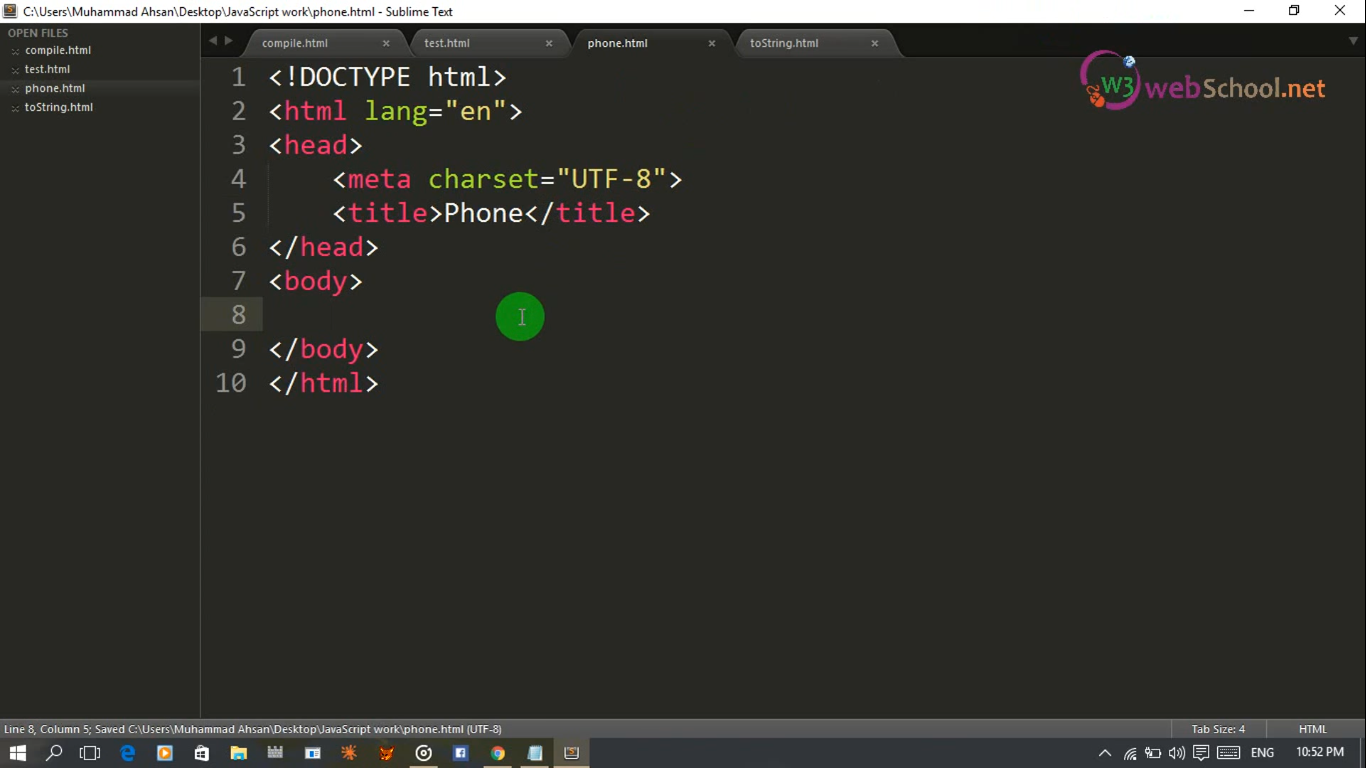 C:\Users\Muhammad Ahsan\Desktop\JavaScript work\phone.html - Sublime Text
OPEN FILES
compile.html
test.html
phone.html
toString.html
compile.html test.html phone.html toString.html
W3 webSchool.net
1 <!DOCTYPE html>
2 <html lang="en">
3 <head>
4 <meta charset="UTF-8">
5 <title>Phone</title>
6 </head>
7 <body>
8
9 </body>
10 </html>
Line 8, Column 5; Saved C:\Users\Muhammad Ahsan\Desktop\JavaScript work\phone.html (UTF-8) Tab Size: 4 HTML
ENG 10:52 PM